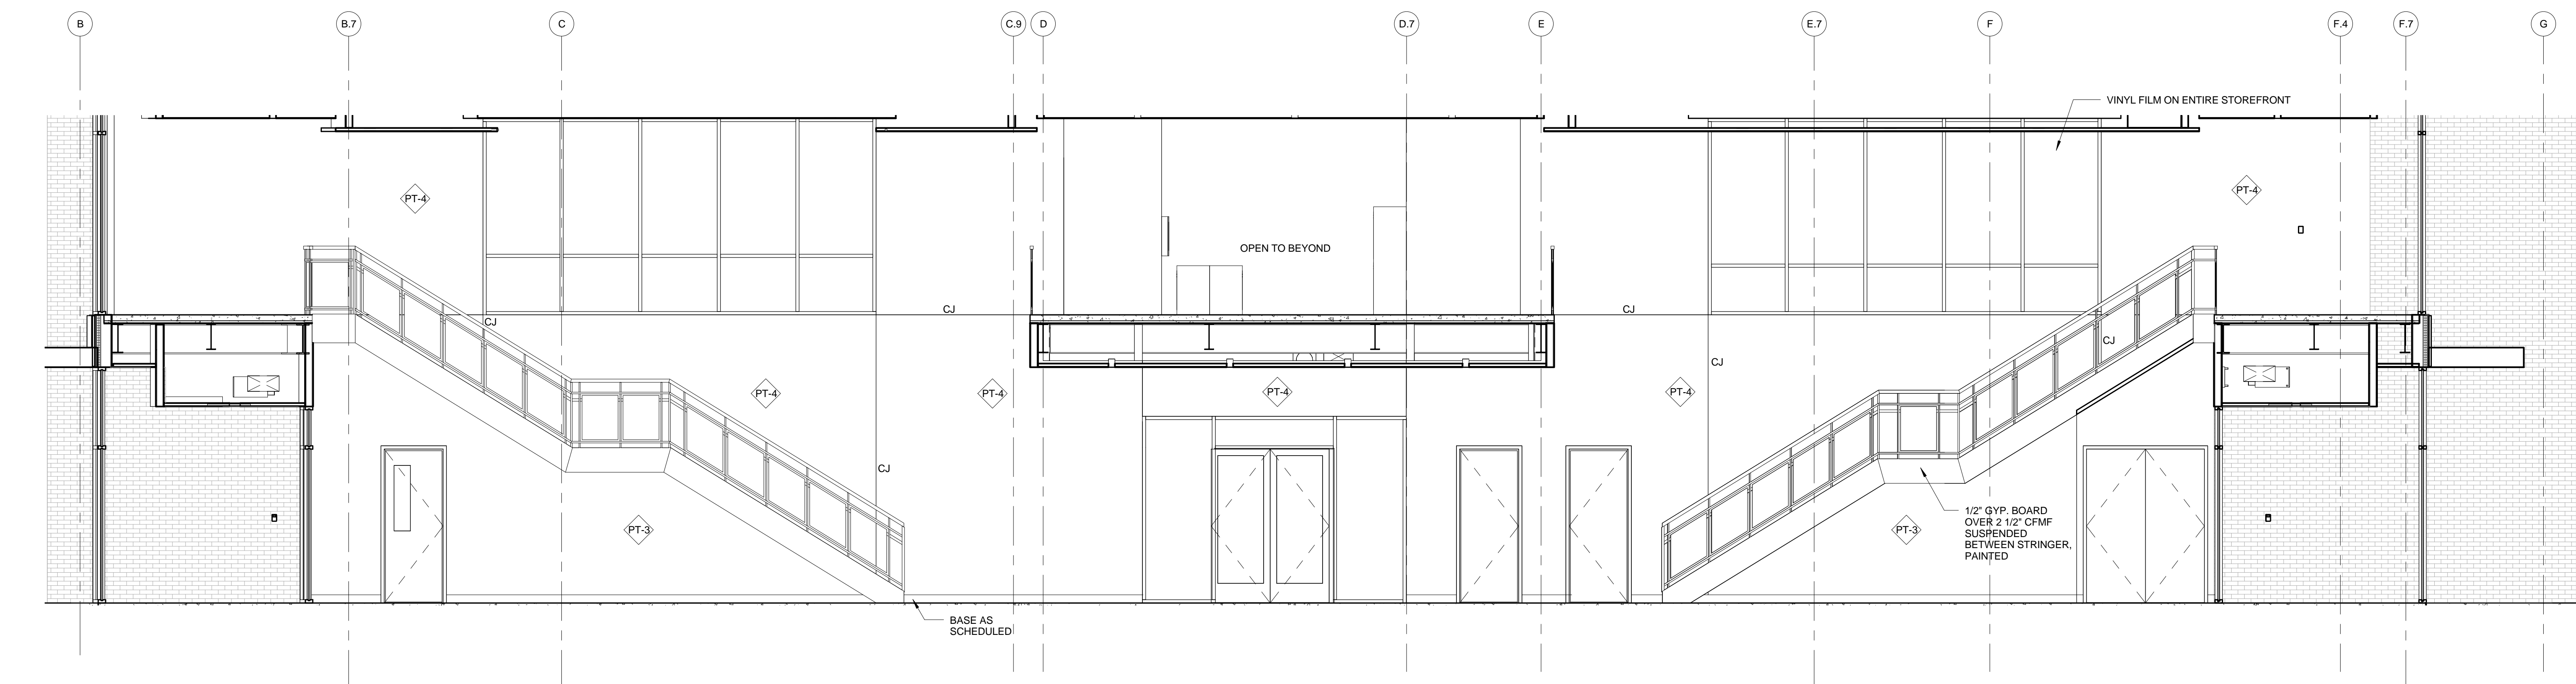 B
B.7
C
C.9
D
D.7
E
E.7
F
F.4
F.7
G
VINYL FILM ON ENTIRE STOREFRONT
PT-4
PT-4
OPEN TO BEYOND
CJ
CJ
CJ
CJ
CJ
PT-4
PT-4
PT-4
PT-4
CJ
PT-3
PT-3
1/2" GYP. BOARD
OVER 2 1/2" CFMF
SUSPENDED
BETWEEN STRINGER,
PAINTED
BASE AS
SCHEDULED